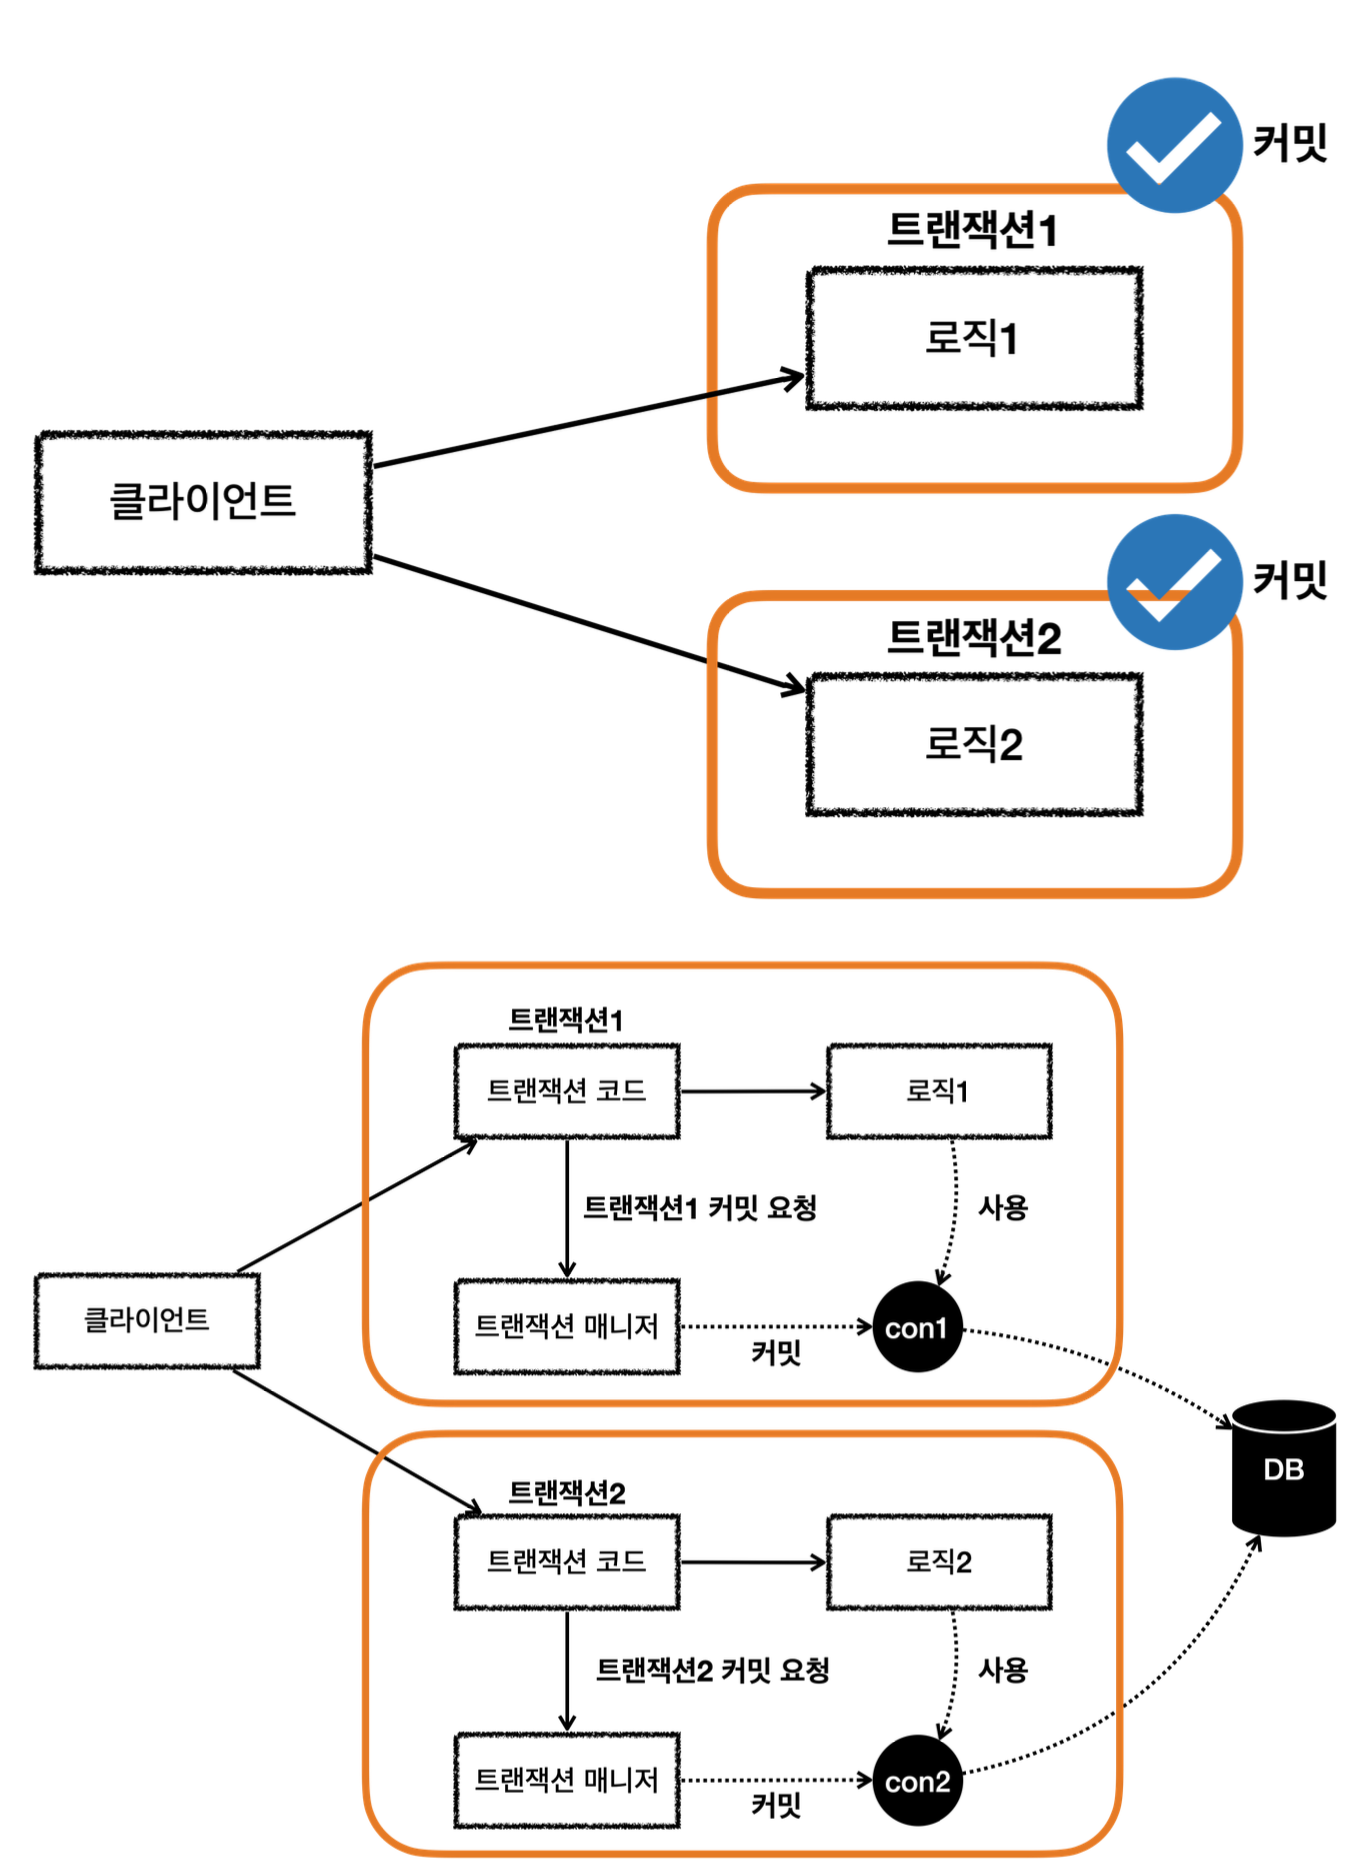 커밋
트랜잭션1
로직1
클라이언트
커밋
트랜잭션2
로직2
트랜잭션1
트랜잭션 코드
로직1
트랜잭션1 커밋 요청
사용
클라이언트
트랜잭션 매니저
커밋
con1
DB
트랜잭션2
트랜잭션 코드
로직2
트랜잭션2 커밋 요청
사용
트랜잭션 매니저
커밋
con2